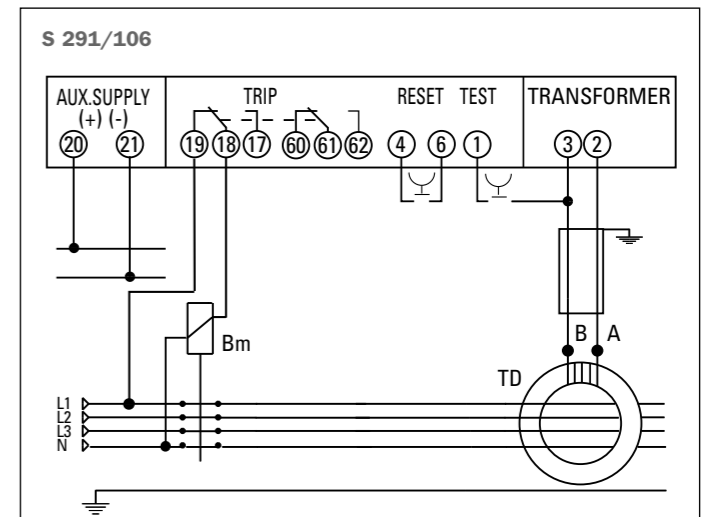 S 291/106
AUX.SUPPLY TRIP RESET TEST TRANSFORMER
(+) (-)
20 21 19 18 17 60 61 62 4 6 1 3 2
Bm
B A
TD
L1
L2
L3
N